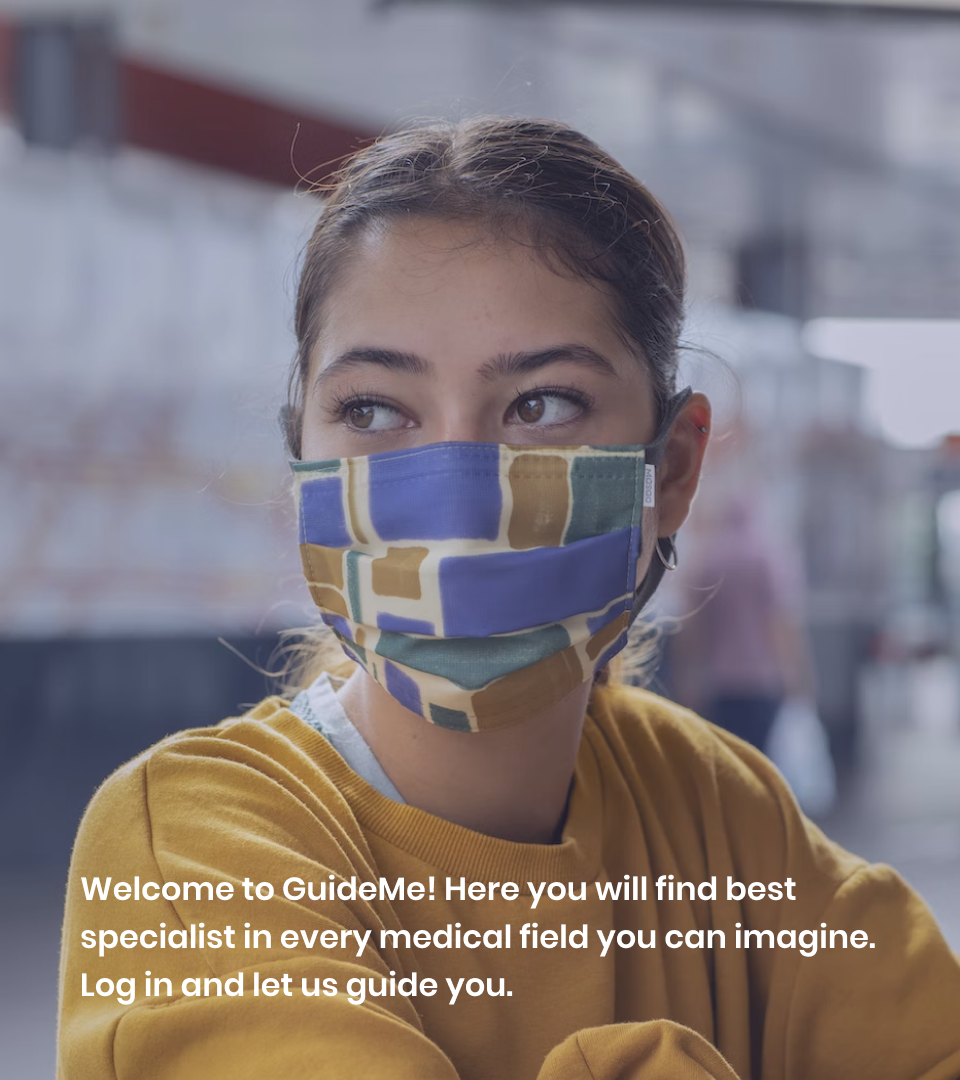 MasQD
Welcome to GuideMe! Here you will find best
specialist in every medical field you can imagine.
Log in and let us guide you.